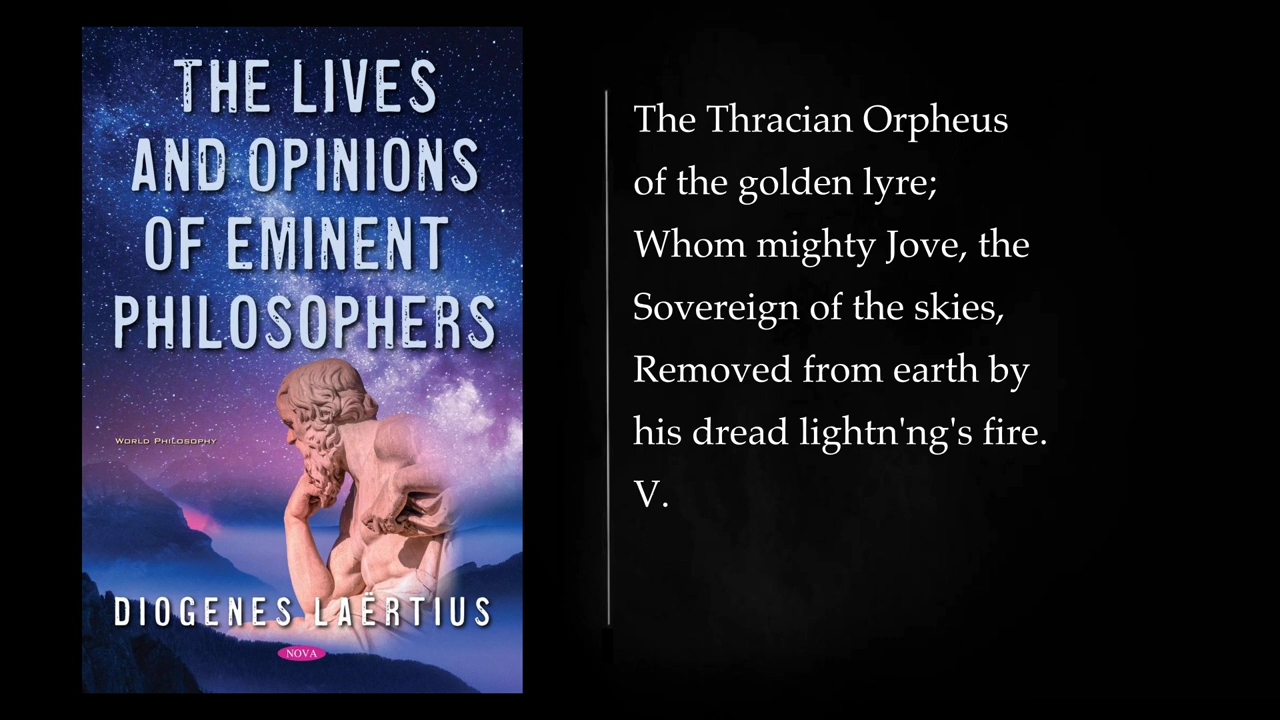 THE LIVES
AND OPINIONS
OF EMINENT
PHILOSOPHERS
WORLD PHILOSOPHY
DIOGENES LAËRTIUS
NOVA
The Thracian Orpheus
of the golden lyre;
Whom mighty Jove, the
Sovereign of the skies,
Removed from earth by
his dread lightn'ng's fire.
V.